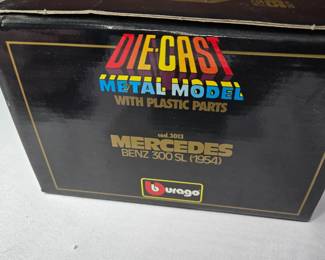 DIE-CAST
METAL MODEL
WITH PLASTIC PARTS
cod. 3013
MERCEDES
BENZ 300 SL (1954)
burago